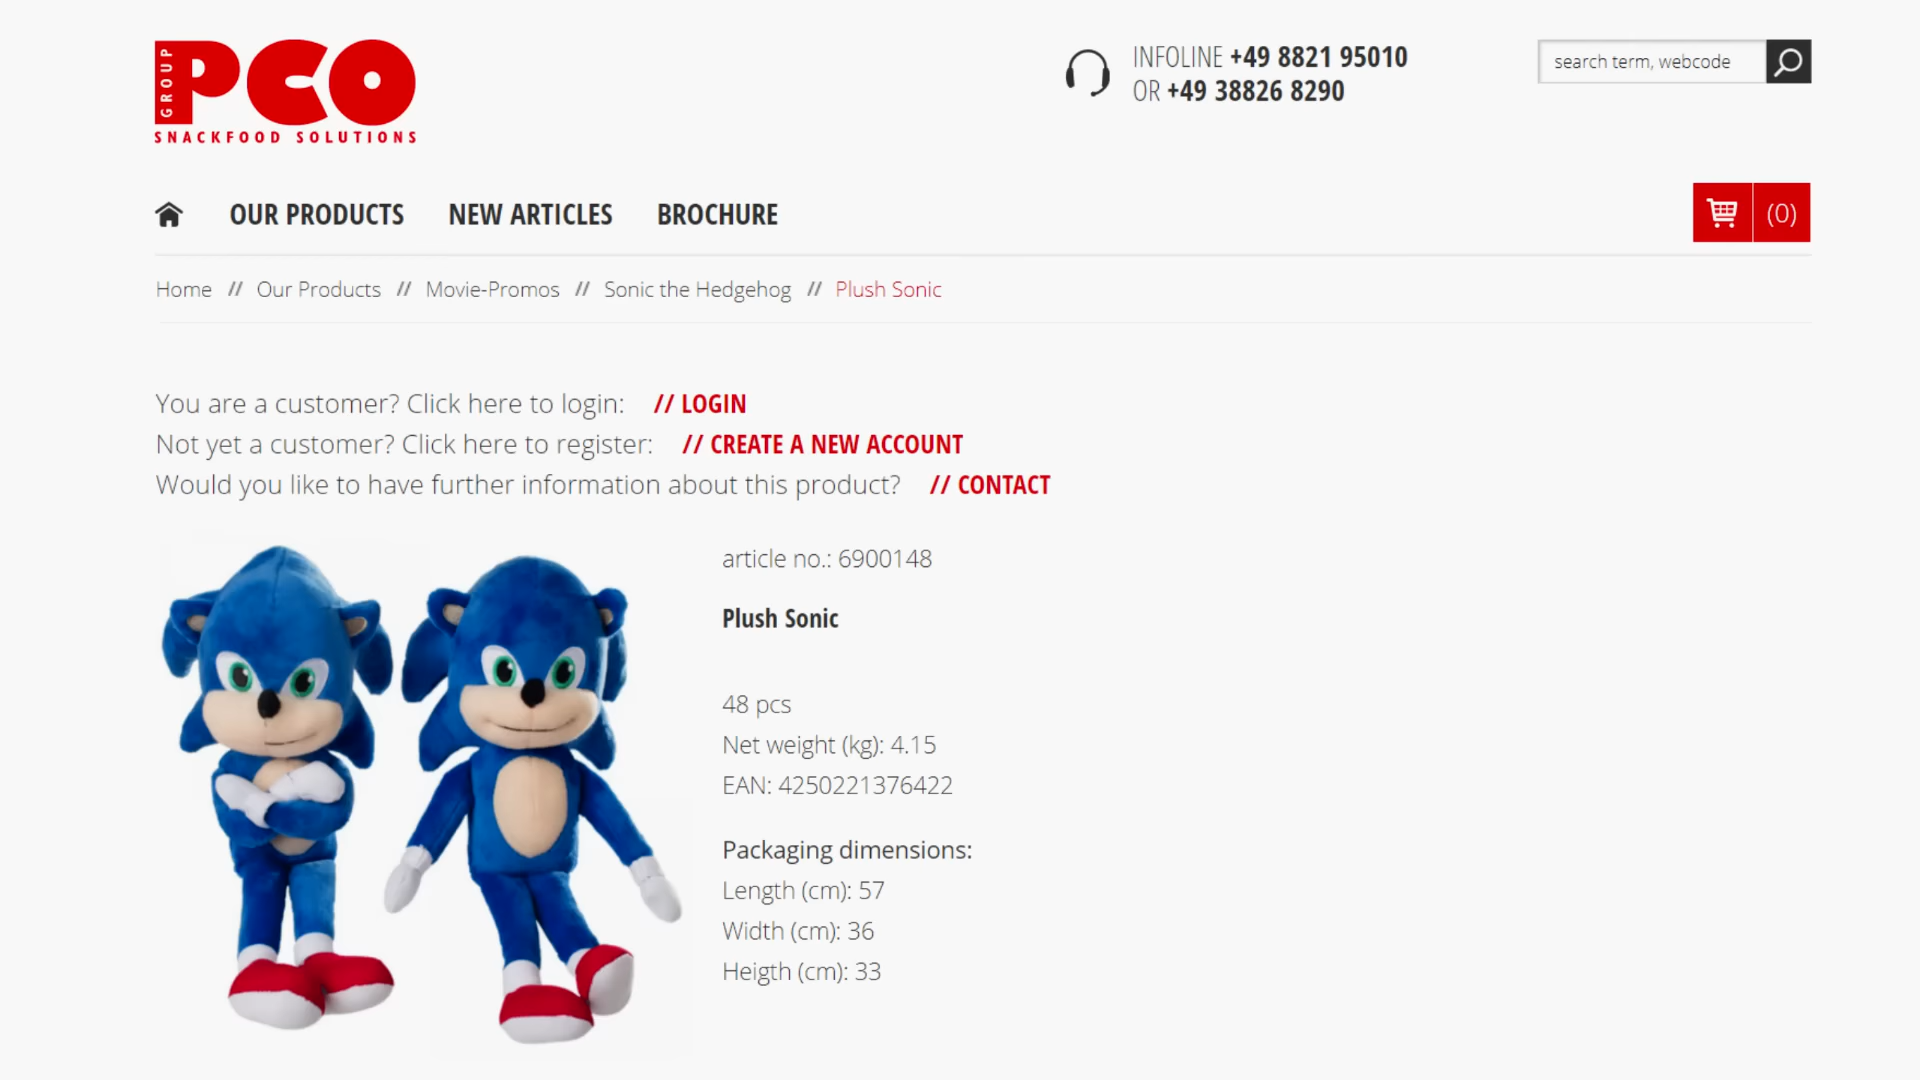 GROUP PCO
SNACKFOOD SOLUTIONS
INFOLINE +49 8821 95010
OR +49 38826 8290
search term, webcode
OUR PRODUCTS NEW ARTICLES BROCHURE
(0)
Home // Our Products // Movie-Promos // Sonic the Hedgehog // Plush Sonic
You are a customer? Click here to login: // LOGIN
Not yet a customer? Click here to register: // CREATE A NEW ACCOUNT
Would you like to have further information about this product? // CONTACT
article no.: 6900148
Plush Sonic
48 pcs
Net weight (kg): 4.15
EAN: 4250221376422
Packaging dimensions:
Length (cm): 57
Width (cm): 36
Heigth (cm): 33